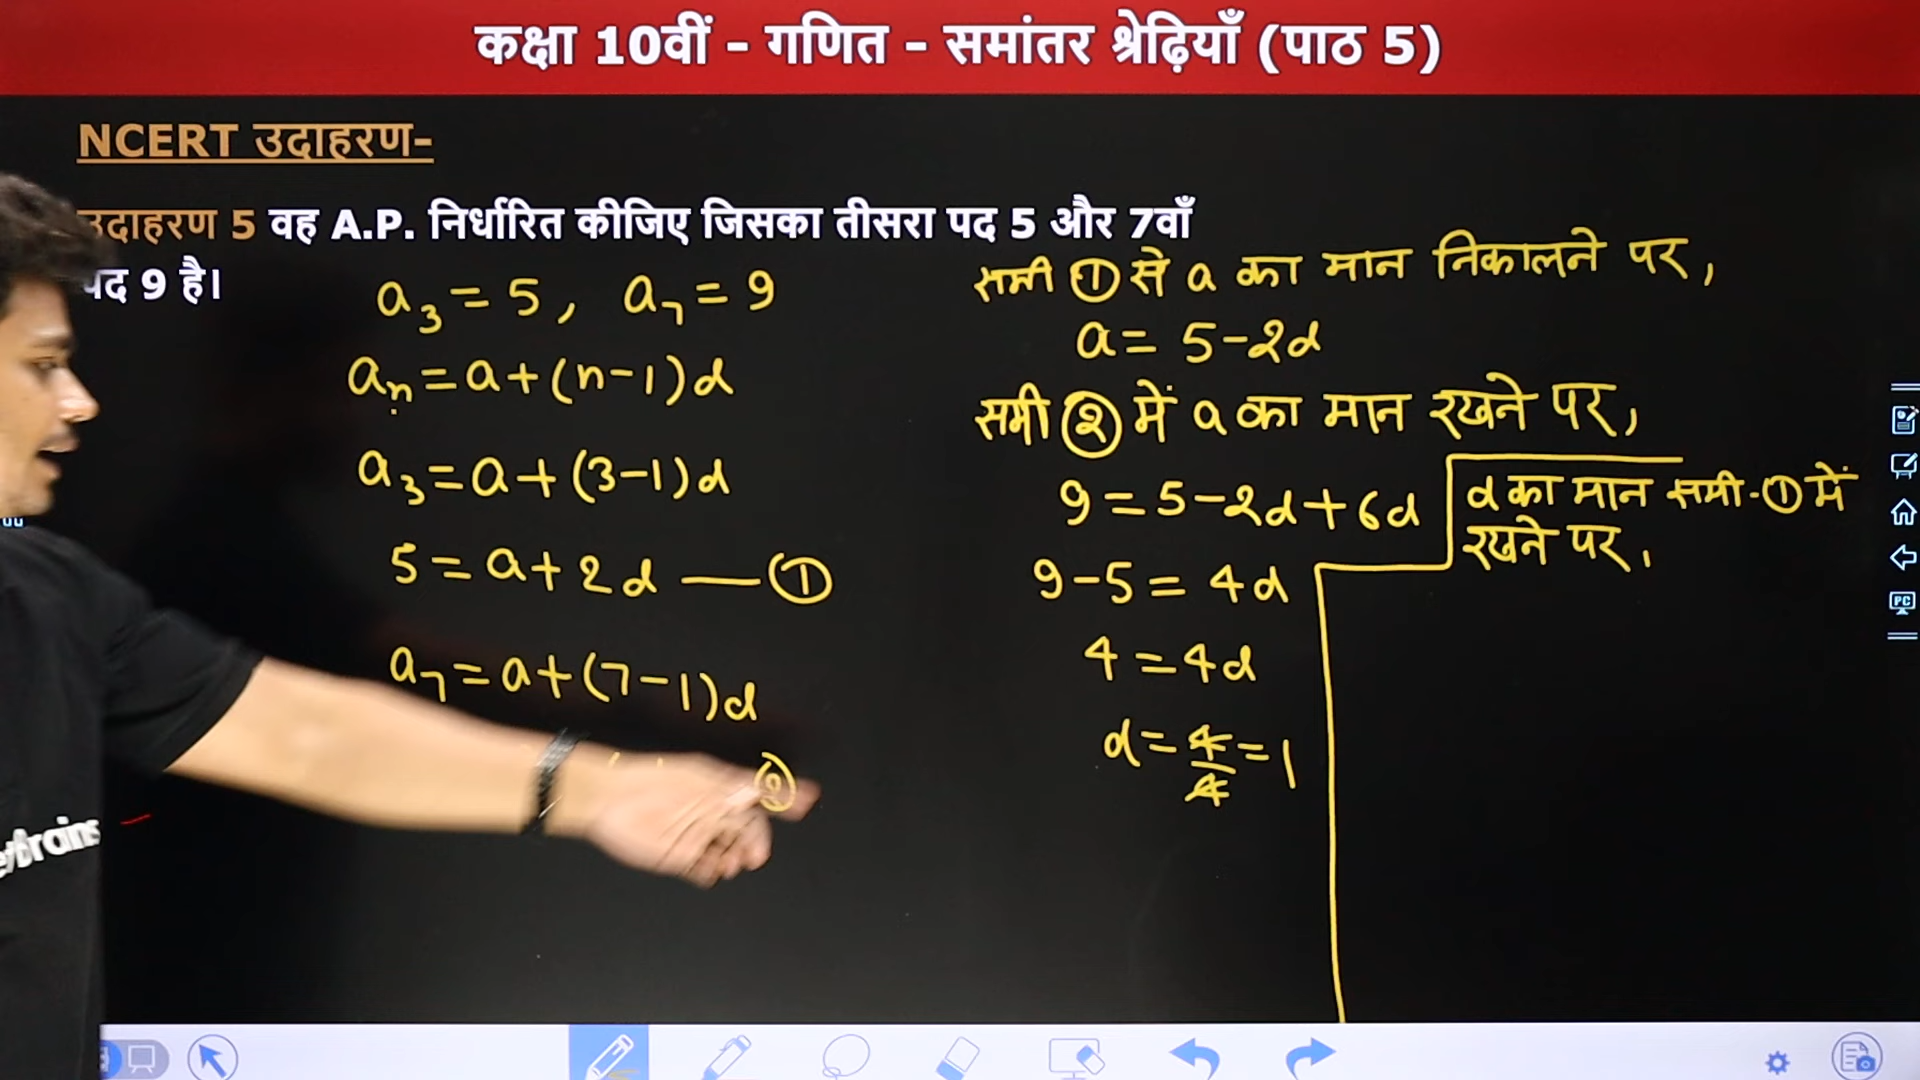 कक्षा 10वीं - गणित - समांतर श्रेढ़ियाँ (पाठ 5)
NCERT उदाहरण-
उदाहरण 5 वह A.P. निर्धारित कीजिए जिसका तीसरा पद 5 और 7वाँ
पद 9 है।
a₃ = 5, a₇ = 9
aₙ = a + (n-1)d
a₃ = a + (3-1)d
5 = a + 2d — ①
a₇ = a + (7-1)d
②
समी ① से a का मान निकालने पर,
a = 5-2d
समी ② में a का मान रखने पर,
9 = 5-2d+6d
9-5 = 4d
4 = 4d
d = 4/4 = 1
d का मान समी-① में
रखने पर,
Brains
PC